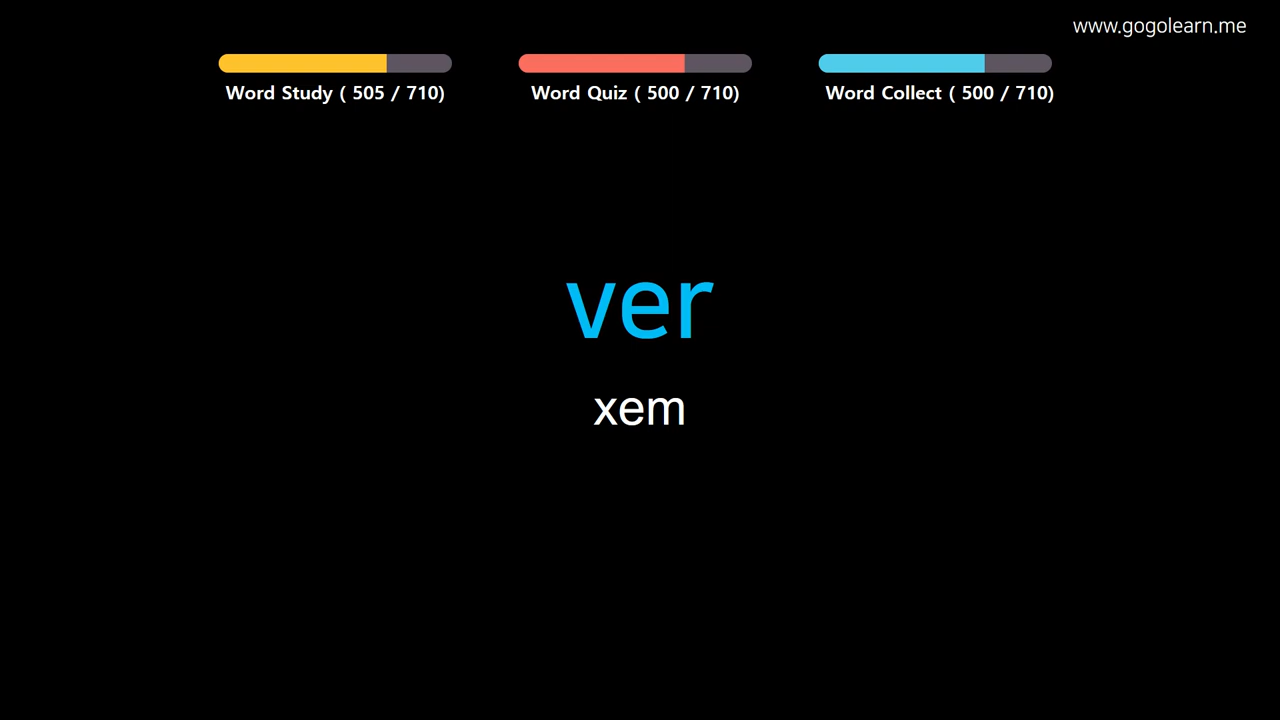 www.gogolearn.me
Word Study ( 505 / 710)
Word Quiz ( 500 / 710)
Word Collect ( 500 / 710)
ver
xem